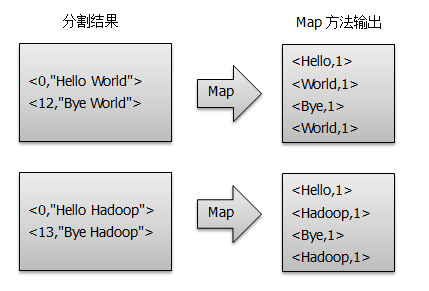 分割结果
Map 方法输出
<0,"Hello World">
<12,"Bye World">
Map
<Hello,1>
<World,1>
<Bye,1>
<World,1>
<0,"Hello Hadoop">
<13,"Bye Hadoop">
Map
<Hello,1>
<Hadoop,1>
<Bye,1>
<Hadoop,1>